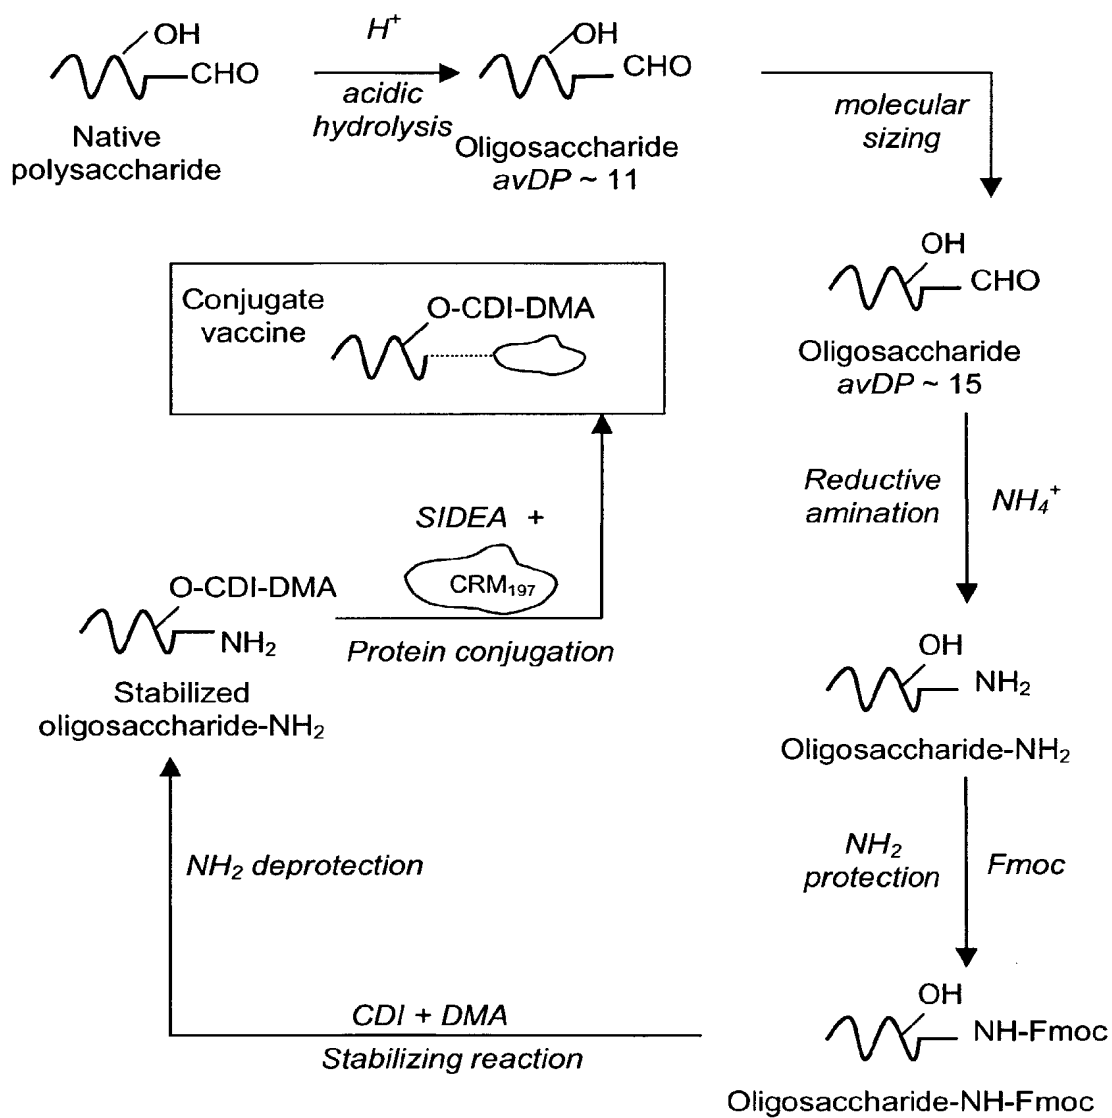 OH
CHO
Native
polysaccharide
H⁺
acidic
hydrolysis
OH
CHO
Oligosaccharide
avDP ~ 11
molecular
sizing
OH
CHO
Oligosaccharide
avDP ~ 15
Reductive
amination
NH₄⁺
OH
NH₂
Oligosaccharide-NH₂
NH₂
protection
Fmoc
OH
NH-Fmoc
Oligosaccharide-NH-Fmoc
CDI + DMA
Stabilizing reaction
NH₂ deprotection
O-CDI-DMA
NH₂
Stabilized
oligosaccharide-NH₂
SIDEA +
CRM₁₉₇
Protein conjugation
Conjugate
vaccine
O-CDI-DMA